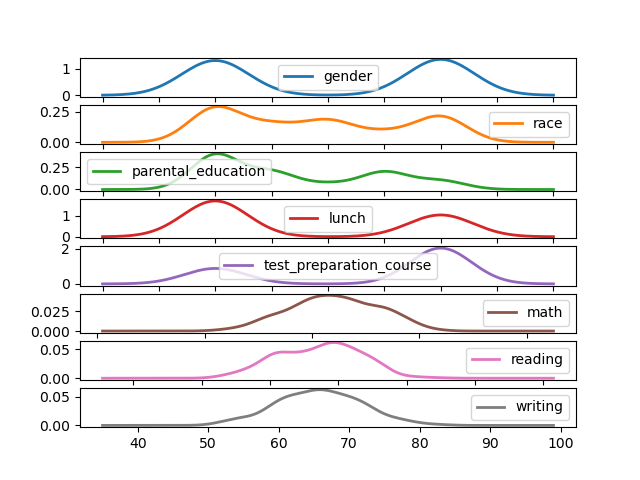 1
0
gender
0.25
0.00
race
0.25
0.00
parental_education
1
0
lunch
2
0
test_preparation_course
0.025
0.000
math
0.05
0.00
reading
0.05
0.00
writing
40 50 60 70 80 90 100